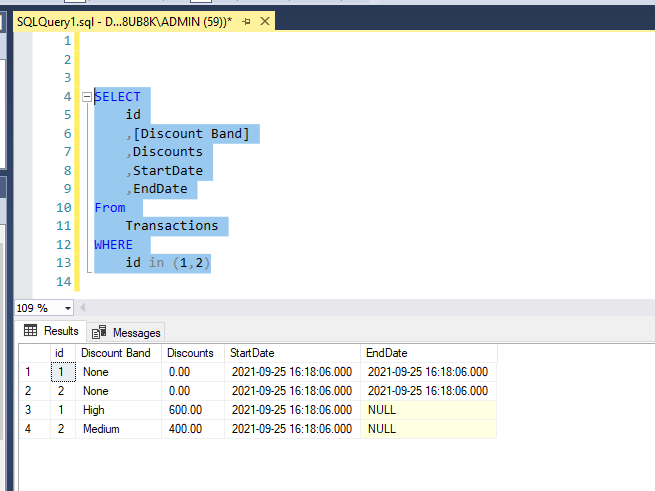 SQLQuery1.sql - D...8UB8K\ADMIN (59))*
1
2
3
4 SELECT
5 id
6 ,[Discount Band]
7 ,Discounts
8 ,StartDate
9 ,EndDate
10 From
11 Transactions
12 WHERE
13 id in (1,2)
14
109 %
Results Messages
id Discount Band Discounts StartDate EndDate
1 1 None 0.00 2021-09-25 16:18:06.000 2021-09-25 16:18:06.000
2 2 None 0.00 2021-09-25 16:18:06.000 2021-09-25 16:18:06.000
3 1 High 600.00 2021-09-25 16:18:06.000 NULL
4 2 Medium 400.00 2021-09-25 16:18:06.000 NULL